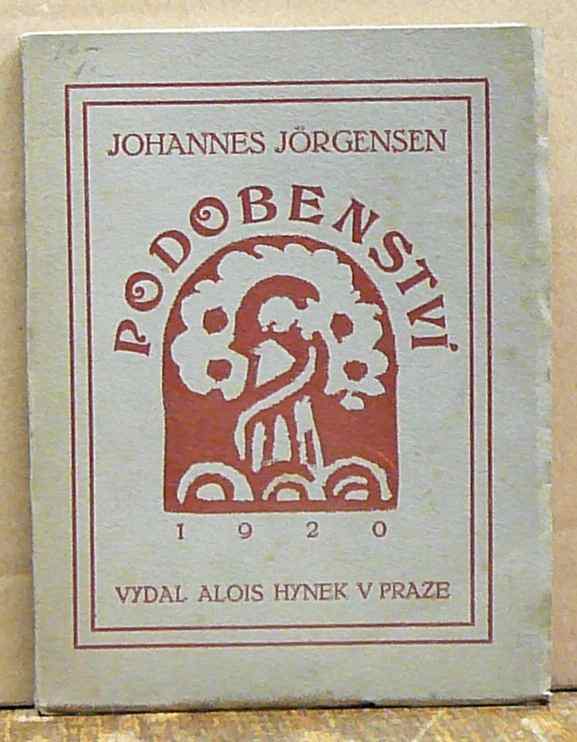 JOHANNES JÖRGENSEN
PODOBENSTVÍ
1920
VYDAL ALOIS HYNEK V PRAZE